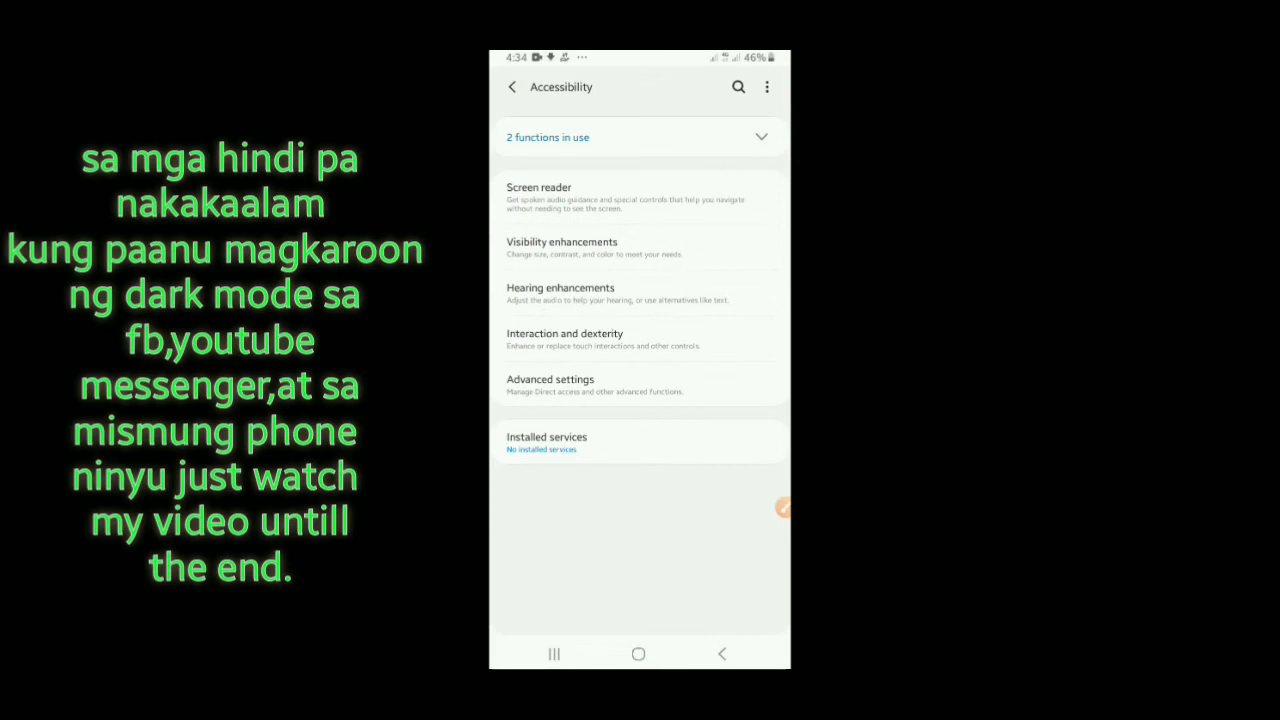 sa mga hindi pa
nakakaalam
kung paanu magkaroon
ng dark mode sa
fb,youtube
messenger,at sa
mismung phone
ninyu just watch
my video untill
the end.
4:34
46%
Accessibility
2 functions in use
Screen reader
Get spoken audio guidance and special controls that help you navigate
without needing to see the screen.
Visibility enhancements
Change size, contrast, and color to meet your needs.
Hearing enhancements
Adjust the audio to help your hearing, or use alternatives like text.
Interaction and dexterity
Enhance or replace touch interactions and other controls.
Advanced settings
Manage Direct access and other advanced functions.
Installed services
No installed services